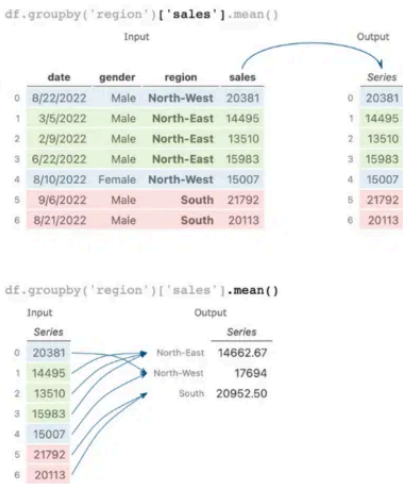 df.groupby('region')['sales'].mean()
Input Output
date gender region sales Series
0 8/22/2022 Male North-West 20381 0 20381
1 3/5/2022 Male North-East 14495 1 14495
2 2/9/2022 Male North-East 13510 2 13510
3 6/22/2022 Male North-East 15983 3 15983
4 8/10/2022 Female North-West 15007 4 15007
5 9/6/2022 Male South 21792 5 21792
6 8/21/2022 Male South 20113 6 20113
df.groupby('region')['sales'].mean()
Input Output
Series Series
0 20381 North-East 14662.67
1 14495 North-West 17694
2 13510 South 20952.50
3 15983
4 15007
5 21792
6 20113